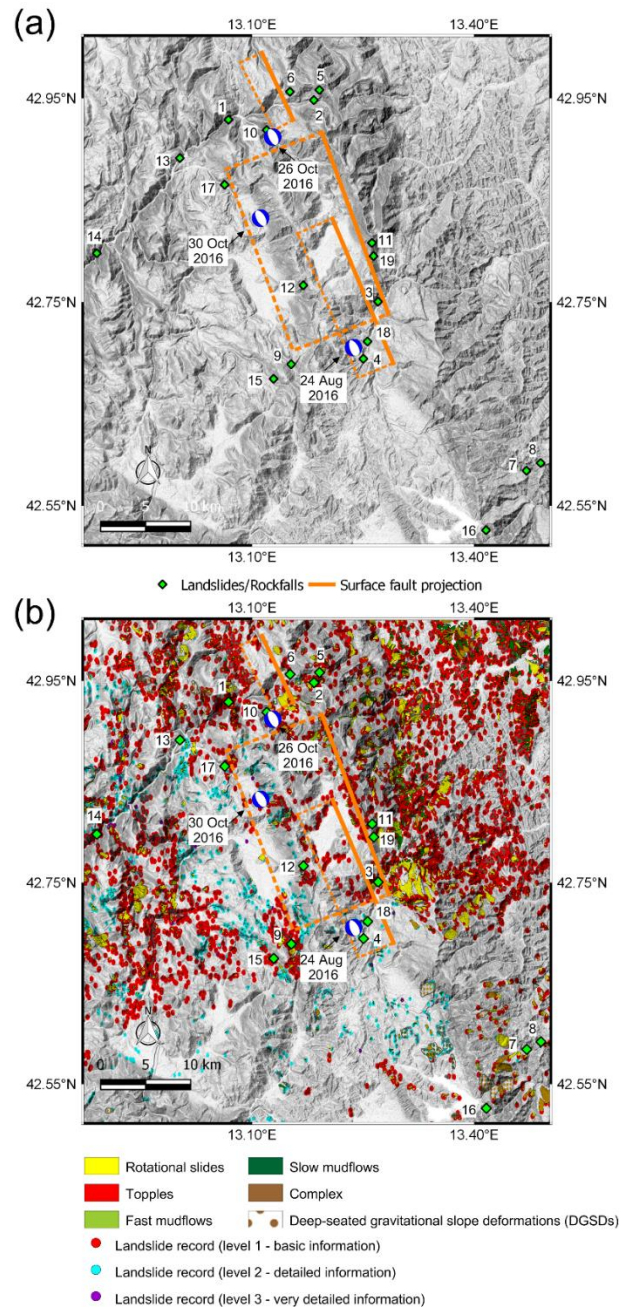 (a)
13.10°E 13.40°E
42.95°N 42.95°N
6 5
1 2
10
13
26 Oct
2016
17
30 Oct
2016
14
11
19
12
42.75°N 42.75°N
3
18
9
4
15
24 Aug
2016
8
7
42.55°N 42.55°N
16
0 5 10 km
13.10°E 13.40°E
Landslides/Rockfalls Surface fault projection
(b)
13.10°E 13.40°E
42.95°N 42.95°N
6 5
1 2
10
13
26 Oct
2016
17
30 Oct
2016
14
11
19
12
42.75°N 42.75°N
3
18
9
4
15
24 Aug
2016
8
7
42.55°N 42.55°N
16
0 5 10 km
13.10°E 13.40°E
Rotational slides Slow mudflows
Topples Complex
Fast mudflows Deep-seated gravitational slope deformations (DGSDs)
Landslide record (level 1 - basic information)
Landslide record (level 2 - detailed information)
Landslide record (level 3 - very detailed information)